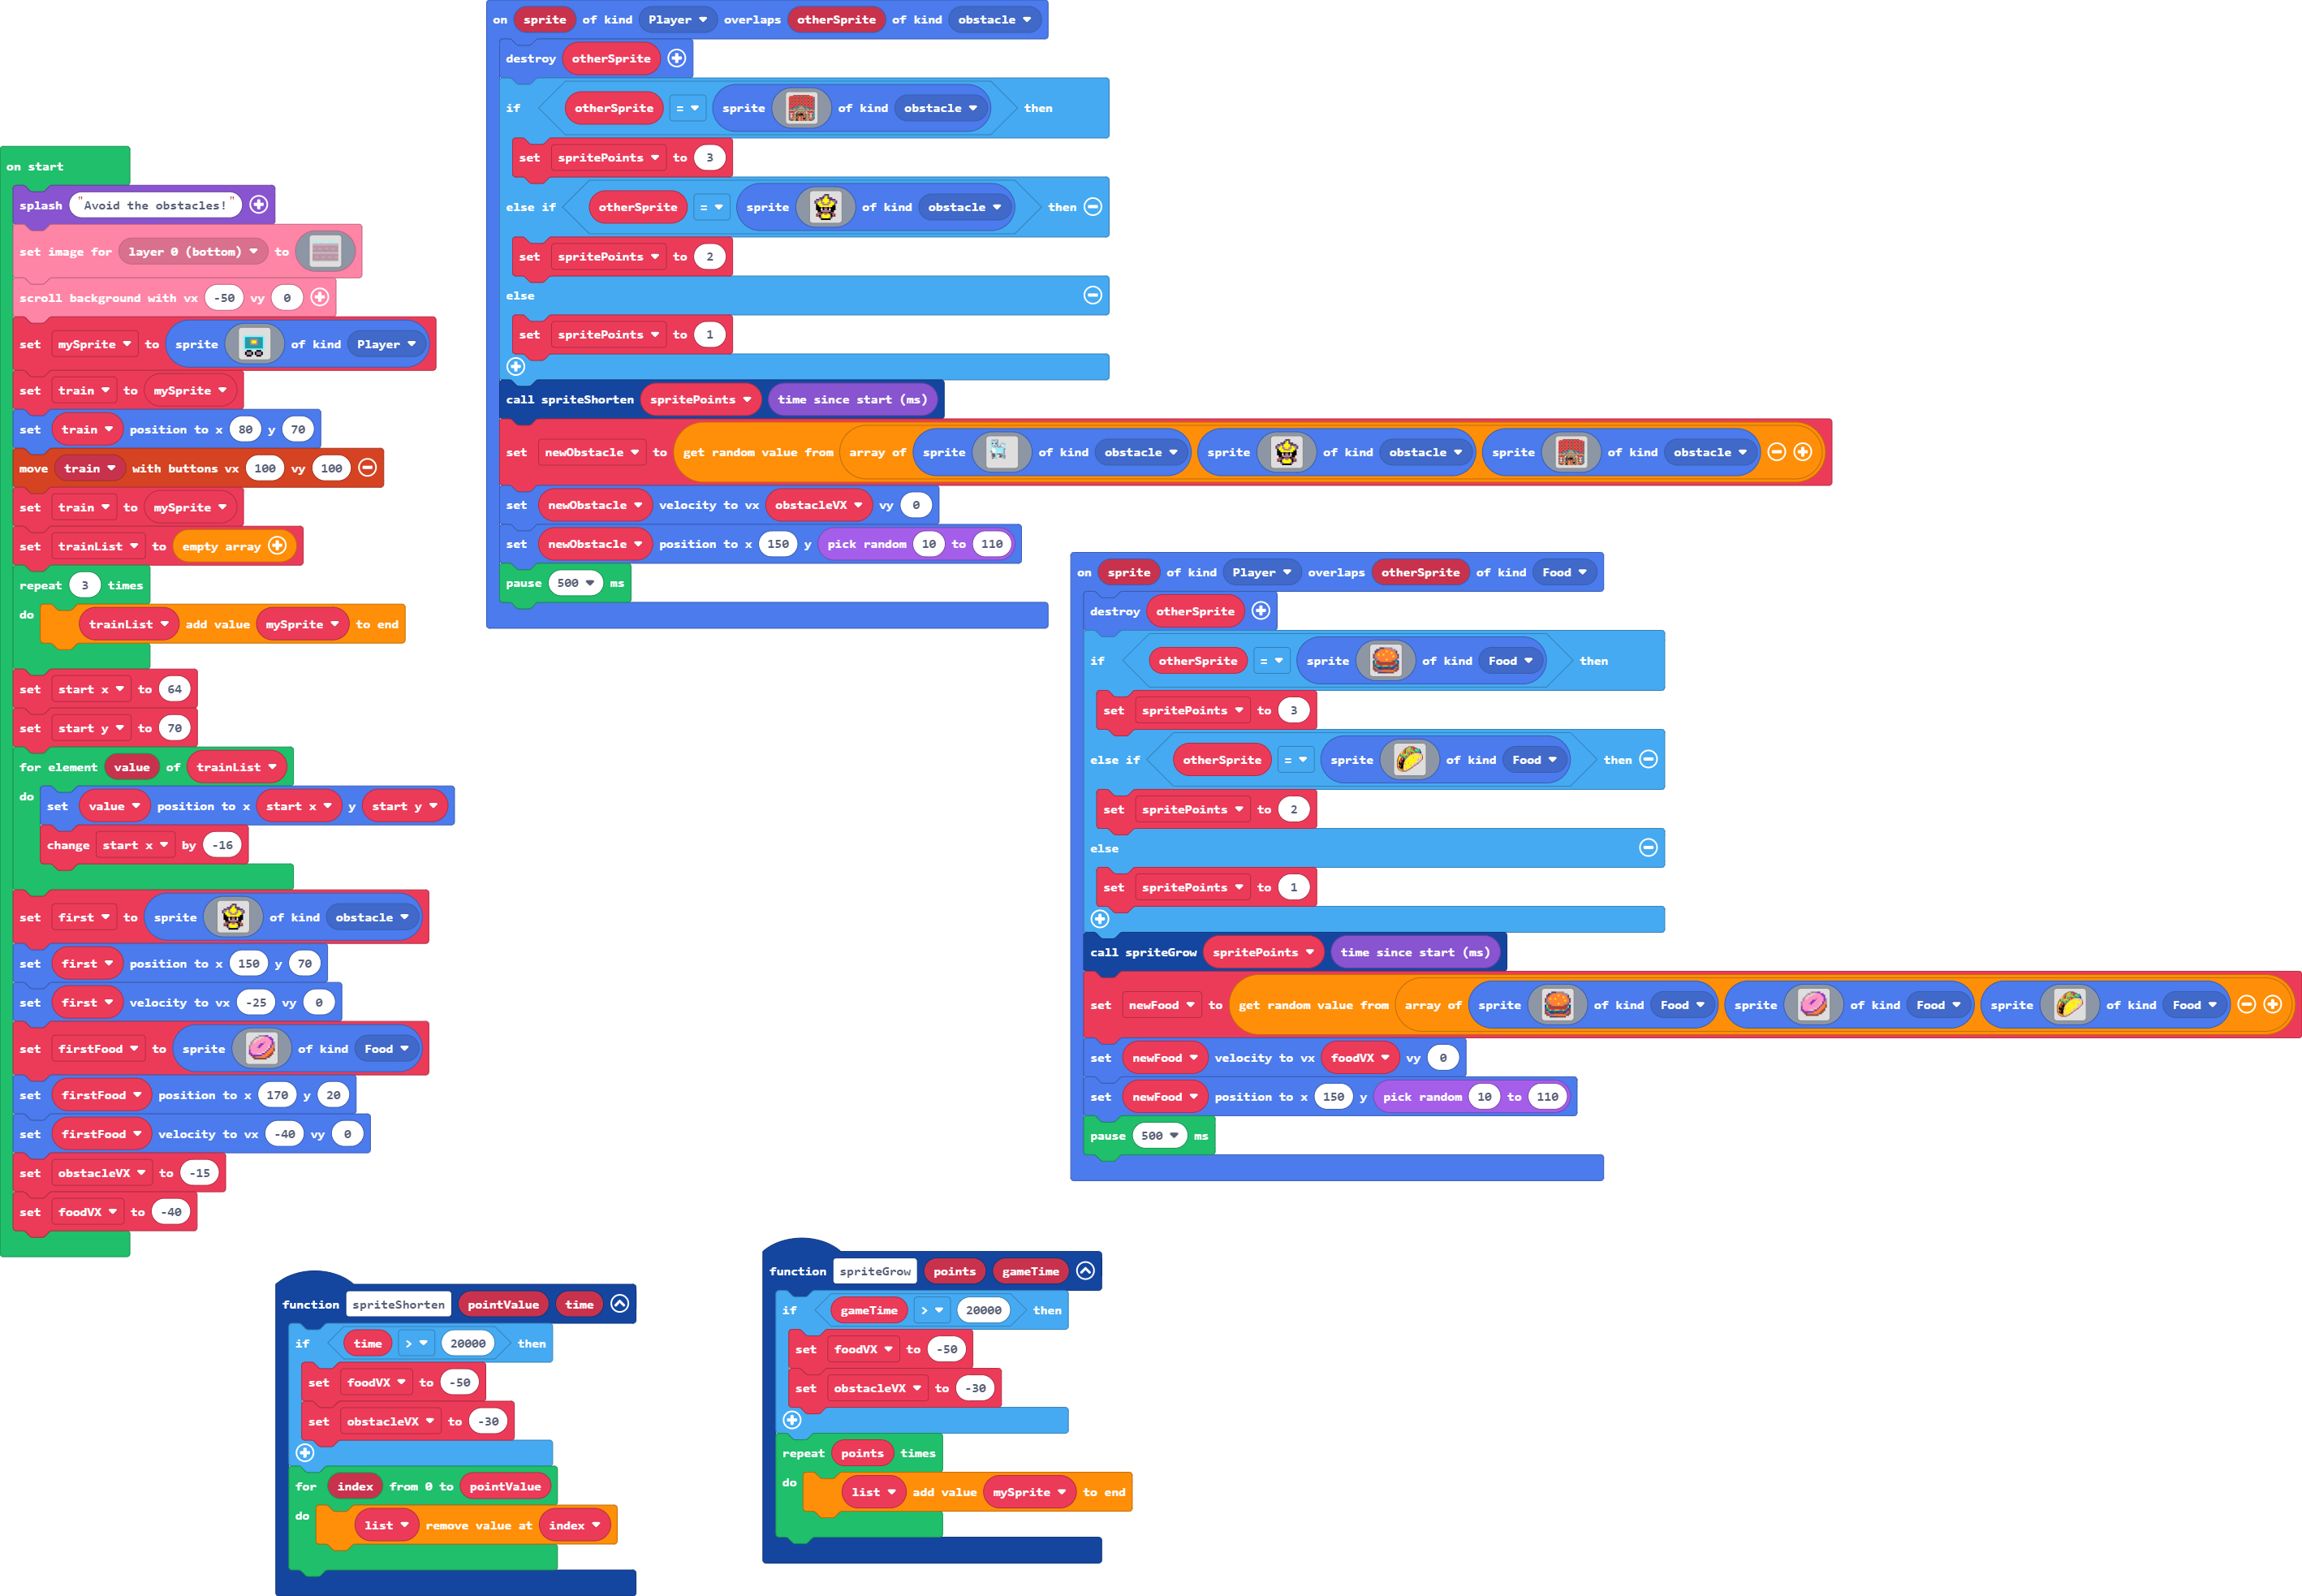 on start
splash "Avoid the obstacles!"
set image for layer 0 (bottom) to
scroll background with vx -50 vy 0
set mySprite to sprite of kind Player
set train to mySprite
set train position to x 80 y 70
move train with buttons vx 100 vy 100
set train to mySprite
set trainList to empty array
repeat 3 times
do trainList add value mySprite to end
set start x to 64
set start y to 70
for element value of trainList
do set value position to x start x y start y
change start x by -16
set first to sprite of kind obstacle
set first position to x 150 y 70
set first velocity to vx -25 vy 0
set firstFood to sprite of kind Food
set firstFood position to x 170 y 20
set firstFood velocity to vx -40 vy 0
set obstacleVX to -15
set foodVX to -40
on sprite of kind Player overlaps otherSprite of kind obstacle
destroy otherSprite
if otherSprite = sprite of kind obstacle then
set spritePoints to 3
else if otherSprite = sprite of kind obstacle then
set spritePoints to 2
else
set spritePoints to 1
call spriteShorten spritePoints time since start (ms)
set newObstacle to get random value from array of sprite of kind obstacle sprite of kind obstacle sprite of kind obstacle
set newObstacle velocity to vx obstacleVX vy 0
set newObstacle position to x 150 y pick random 10 to 110
pause 500 ms
on sprite of kind Player overlaps otherSprite of kind Food
destroy otherSprite
if otherSprite = sprite of kind Food then
set spritePoints to 3
else if otherSprite = sprite of kind Food then
set spritePoints to 2
else
set spritePoints to 1
call spriteGrow spritePoints time since start (ms)
set newFood to get random value from array of sprite of kind Food sprite of kind Food sprite of kind Food
set newFood velocity to vx foodVX vy 0
set newFood position to x 150 y pick random 10 to 110
pause 500 ms
function spriteShorten pointValue time
if time > 20000 then
set foodVX to -50
set obstacleVX to -30
for index from 0 to pointValue
do list remove value at index
function spriteGrow points gameTime
if gameTime > 20000 then
set foodVX to -50
set obstacleVX to -30
repeat points times
do list add value mySprite to end